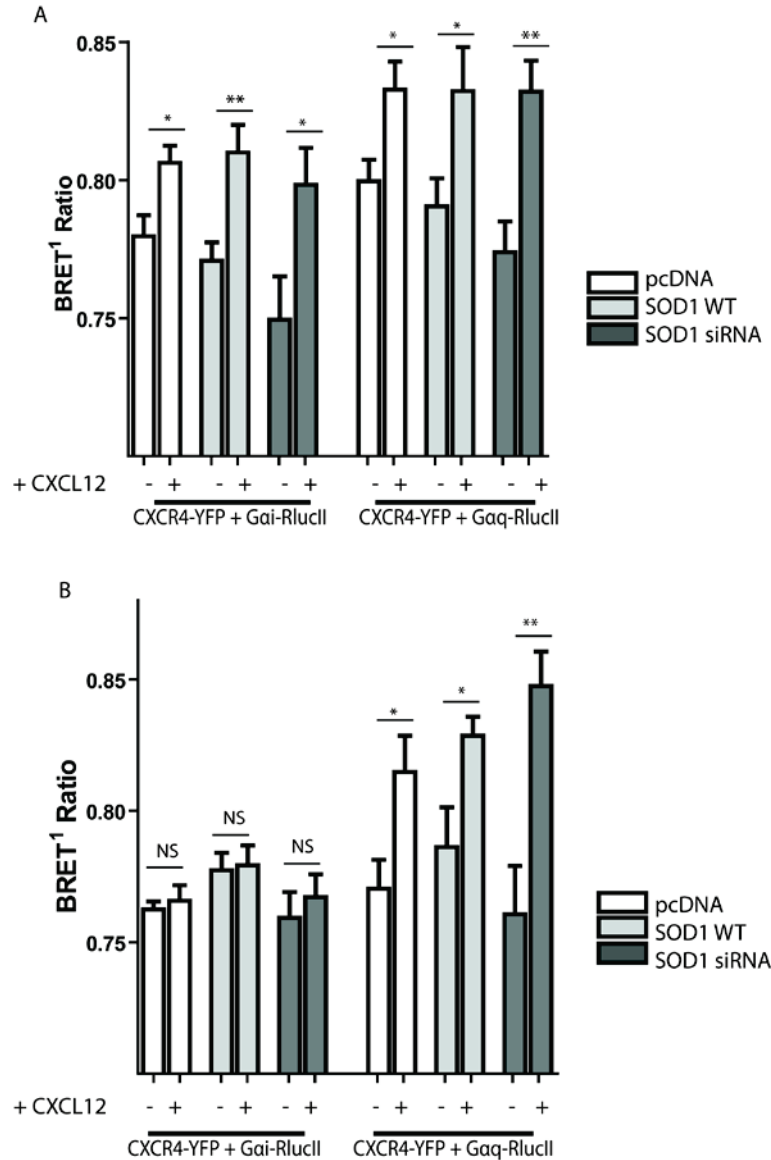 A
BRET¹ Ratio
0.85
0.80
0.75
* ** * * * **
+ CXCL12 - + - + - + - + - + - +
CXCR4-YFP + Gαi-RlucII CXCR4-YFP + Gαq-RlucII
pcDNA
SOD1 WT
SOD1 siRNA
B
BRET¹ Ratio
0.85
0.80
0.75
NS NS NS * * **
+ CXCL12 - + - + - + - + - + - +
CXCR4-YFP + Gαi-RlucII CXCR4-YFP + Gαq-RlucII
pcDNA
SOD1 WT
SOD1 siRNA